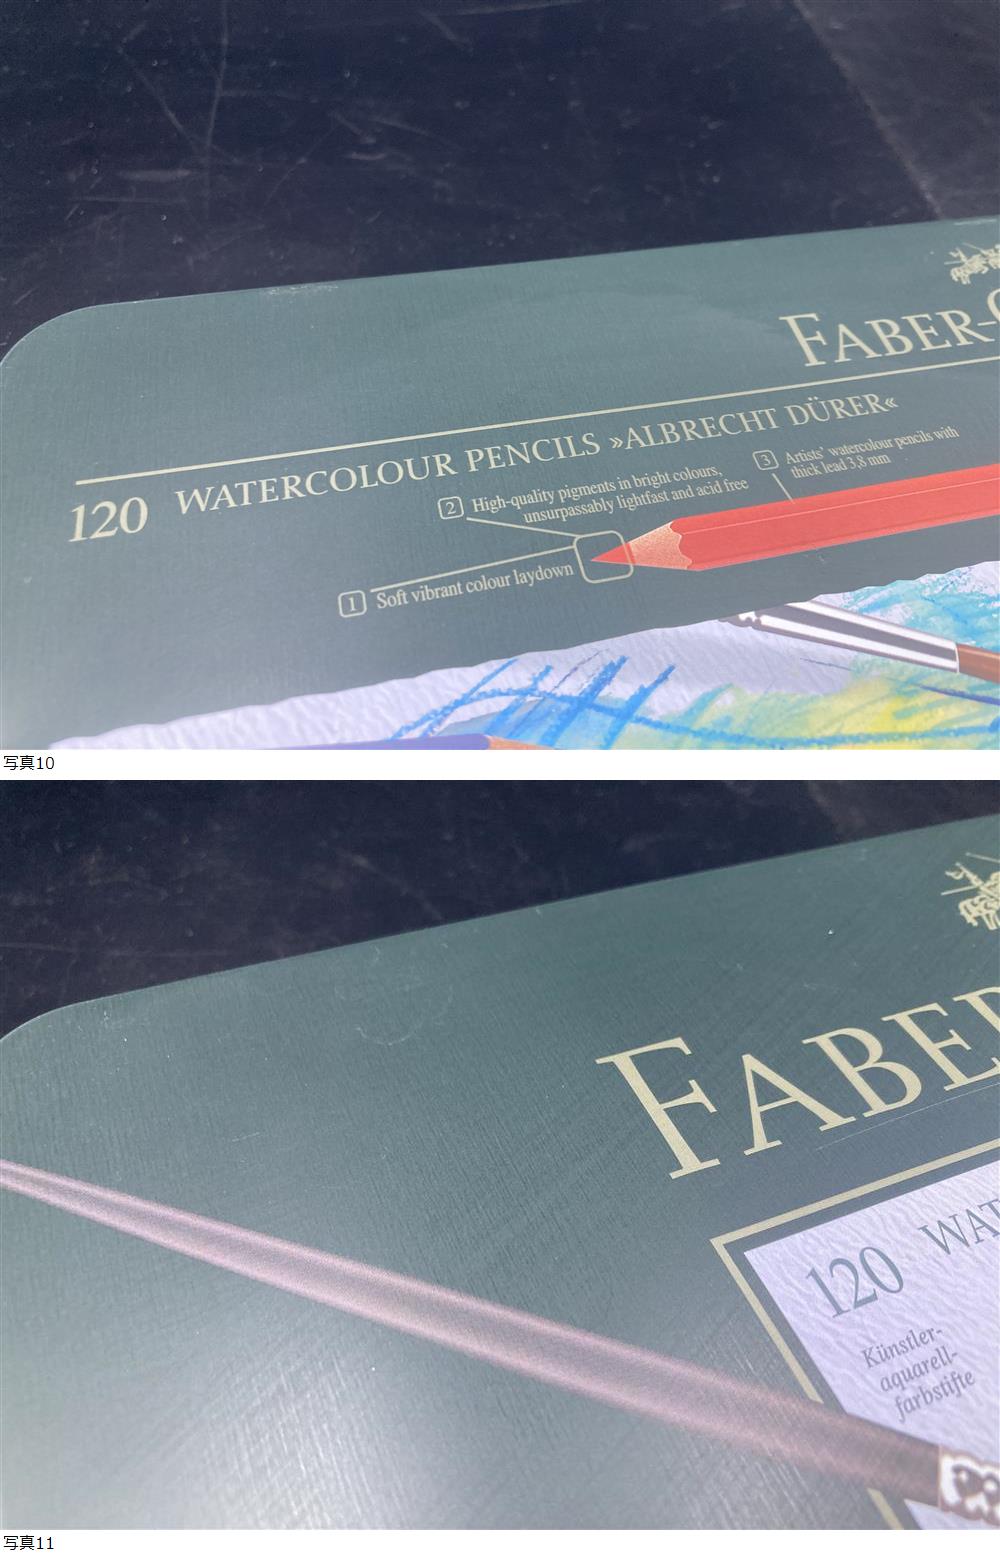 FABER-
120 WATERCOLOUR PENCILS »ALBRECHT DÜRER«
2 High-quality pigments in bright colours,
unsurpassably lightfast and acid free
3 Artists' watercolour pencils with
thick lead 3,8 mm
1 Soft vibrant colour laydown
写真10
FABE
120 WAT
Künstler-
aquarell-
farbstifte
写真11